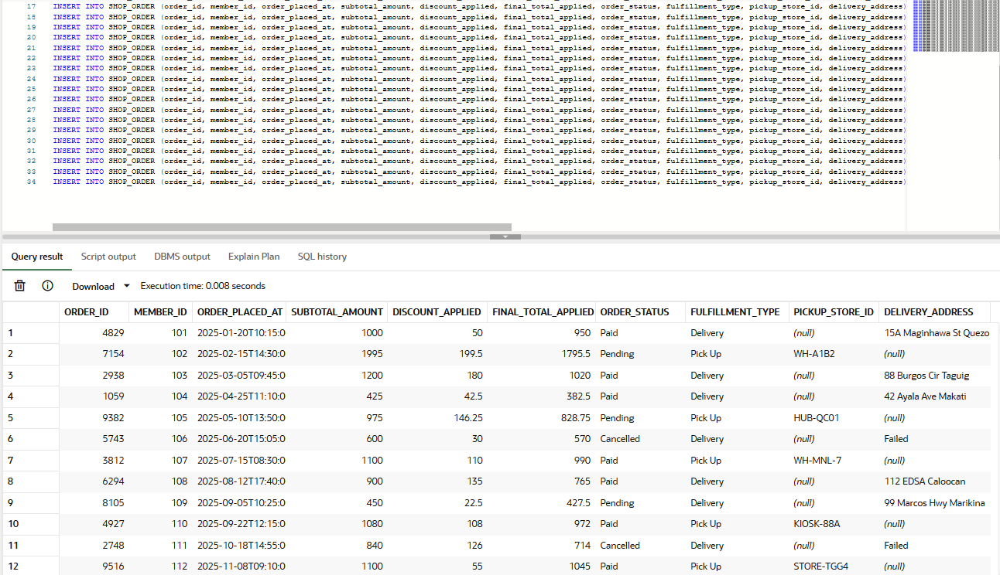 17 INSERT INTO SHOP_ORDER (order_id, member_id, order_placed_at, subtotal_amount, discount_applied, final_total_applied, order_status, fulfillment_type, pickup_store_id, delivery_address)
18 INSERT INTO SHOP_ORDER (order_id, member_id, order_placed_at, subtotal_amount, discount_applied, final_total_applied, order_status, fulfillment_type, pickup_store_id, delivery_address)
19 INSERT INTO SHOP_ORDER (order_id, member_id, order_placed_at, subtotal_amount, discount_applied, final_total_applied, order_status, fulfillment_type, pickup_store_id, delivery_address)
20 INSERT INTO SHOP_ORDER (order_id, member_id, order_placed_at, subtotal_amount, discount_applied, final_total_applied, order_status, fulfillment_type, pickup_store_id, delivery_address)
21 INSERT INTO SHOP_ORDER (order_id, member_id, order_placed_at, subtotal_amount, discount_applied, final_total_applied, order_status, fulfillment_type, pickup_store_id, delivery_address)
22 INSERT INTO SHOP_ORDER (order_id, member_id, order_placed_at, subtotal_amount, discount_applied, final_total_applied, order_status, fulfillment_type, pickup_store_id, delivery_address)
23 INSERT INTO SHOP_ORDER (order_id, member_id, order_placed_at, subtotal_amount, discount_applied, final_total_applied, order_status, fulfillment_type, pickup_store_id, delivery_address)
24 INSERT INTO SHOP_ORDER (order_id, member_id, order_placed_at, subtotal_amount, discount_applied, final_total_applied, order_status, fulfillment_type, pickup_store_id, delivery_address)
25 INSERT INTO SHOP_ORDER (order_id, member_id, order_placed_at, subtotal_amount, discount_applied, final_total_applied, order_status, fulfillment_type, pickup_store_id, delivery_address)
26 INSERT INTO SHOP_ORDER (order_id, member_id, order_placed_at, subtotal_amount, discount_applied, final_total_applied, order_status, fulfillment_type, pickup_store_id, delivery_address)
27 INSERT INTO SHOP_ORDER (order_id, member_id, order_placed_at, subtotal_amount, discount_applied, final_total_applied, order_status, fulfillment_type, pickup_store_id, delivery_address)
28 INSERT INTO SHOP_ORDER (order_id, member_id, order_placed_at, subtotal_amount, discount_applied, final_total_applied, order_status, fulfillment_type, pickup_store_id, delivery_address)
29 INSERT INTO SHOP_ORDER (order_id, member_id, order_placed_at, subtotal_amount, discount_applied, final_total_applied, order_status, fulfillment_type, pickup_store_id, delivery_address)
30 INSERT INTO SHOP_ORDER (order_id, member_id, order_placed_at, subtotal_amount, discount_applied, final_total_applied, order_status, fulfillment_type, pickup_store_id, delivery_address)
31 INSERT INTO SHOP_ORDER (order_id, member_id, order_placed_at, subtotal_amount, discount_applied, final_total_applied, order_status, fulfillment_type, pickup_store_id, delivery_address)
32 INSERT INTO SHOP_ORDER (order_id, member_id, order_placed_at, subtotal_amount, discount_applied, final_total_applied, order_status, fulfillment_type, pickup_store_id, delivery_address)
33 INSERT INTO SHOP_ORDER (order_id, member_id, order_placed_at, subtotal_amount, discount_applied, final_total_applied, order_status, fulfillment_type, pickup_store_id, delivery_address)
34 INSERT INTO SHOP_ORDER (order_id, member_id, order_placed_at, subtotal_amount, discount_applied, final_total_applied, order_status, fulfillment_type, pickup_store_id, delivery_address)
Query result Script output DBMS output Explain Plan SQL history
Download Execution time: 0.008 seconds
ORDER_ID MEMBER_ID ORDER_PLACED_AT SUBTOTAL_AMOUNT DISCOUNT_APPLIED FINAL_TOTAL_APPLIED ORDER_STATUS FULFILLMENT_TYPE PICKUP_STORE_ID DELIVERY_ADDRESS
1 4829 101 2025-01-20T10:15:0 1000 50 950 Paid Delivery (null) 15A Maginhawa St Quezo
2 7154 102 2025-02-15T14:30:0 1995 199.5 1795.5 Pending Pick Up WH-A1B2 (null)
3 2938 103 2025-03-05T09:45:0 1200 180 1020 Paid Delivery (null) 88 Burgos Cir Taguig
4 1059 104 2025-04-25T11:10:0 425 42.5 382.5 Paid Delivery (null) 42 Ayala Ave Makati
5 9382 105 2025-05-10T13:50:0 975 146.25 828.75 Pending Pick Up HUB-QC01 (null)
6 5743 106 2025-06-20T15:05:0 600 30 570 Cancelled Delivery (null) Failed
7 3812 107 2025-07-15T08:30:0 1100 110 990 Paid Pick Up WH-MNL-7 (null)
8 6294 108 2025-08-12T17:40:0 900 135 765 Paid Delivery (null) 112 EDSA Caloocan
9 8105 109 2025-09-05T10:25:0 450 22.5 427.5 Pending Delivery (null) 99 Marcos Hwy Marikina
10 4927 110 2025-09-22T12:15:0 1080 108 972 Paid Pick Up KIOSK-88A (null)
11 2748 111 2025-10-18T14:55:0 840 126 714 Cancelled Delivery (null) Failed
12 9516 112 2025-11-08T09:10:0 1100 55 1045 Paid Pick Up STORE-TGG4 (null)